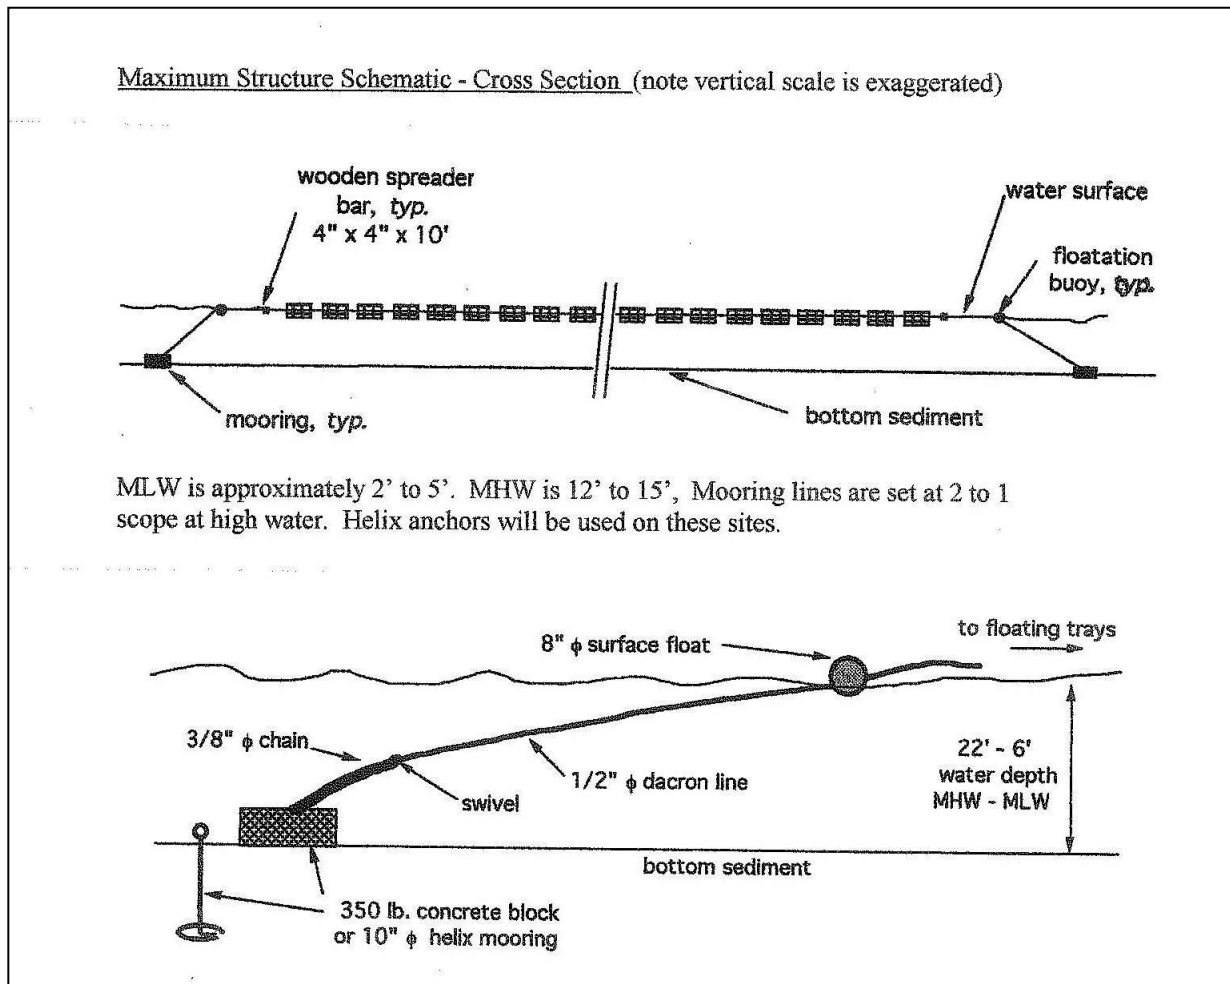 Maximum Structure Schematic - Cross Section (note vertical scale is exaggerated)
wooden spreader
bar, typ.
4" x 4" x 10'
water surface
floatation
buoy, typ.
mooring, typ.
bottom sediment
MLW is approximately 2' to 5'. MHW is 12' to 15', Mooring lines are set at 2 to 1
scope at high water. Helix anchors will be used on these sites.
to floating trays
8" ϕ surface float
3/8" ϕ chain
22' - 6'
water depth
MHW - MLW
1/2" ϕ dacron line
swivel
bottom sediment
350 lb. concrete block
or 10" ϕ helix mooring